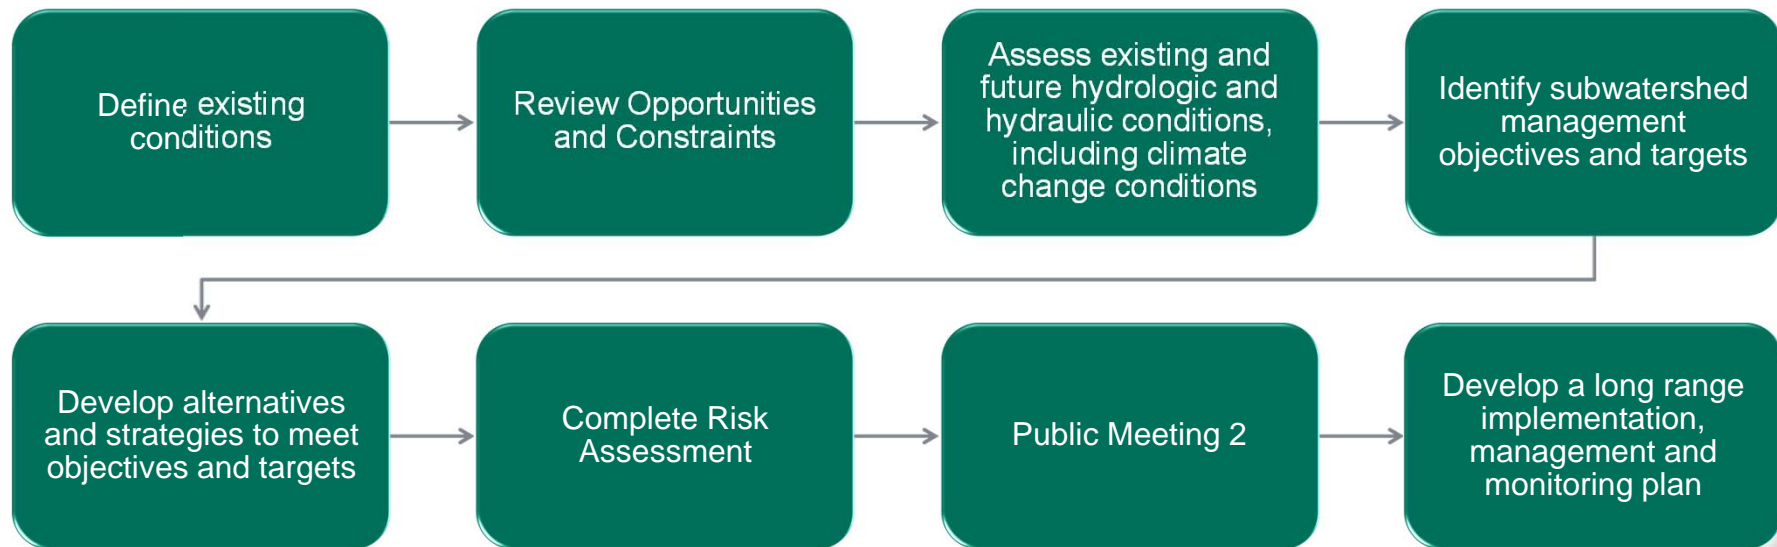 Define existing
conditions
Review Opportunities
and Constraints
Assess existing and
future hydrologic and
hydraulic conditions,
including climate
change conditions
Identify subwatershed
management
objectives and targets
Develop alternatives
and strategies to meet
objectives and targets
Complete Risk
Assessment
Public Meeting 2
Develop a long range
implementation,
management and
monitoring plan